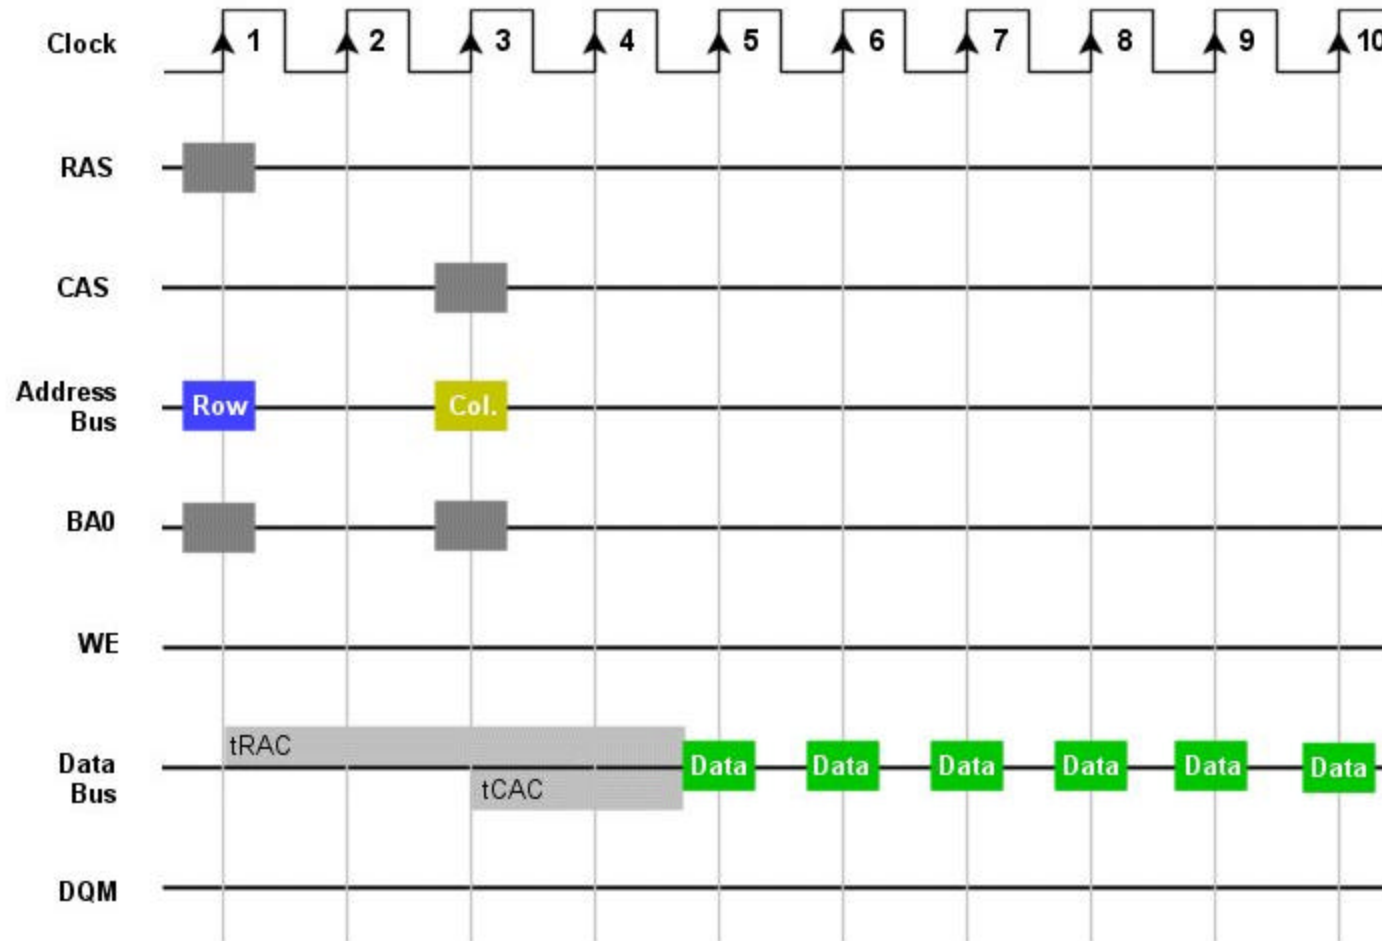 Clock 1 2 3 4 5 6 7 8 9 10
RAS
CAS
Address
Bus
Row Col.
BA0
WE
tRAC
Data
Bus
Data Data Data Data Data Data
tCAC
DQM